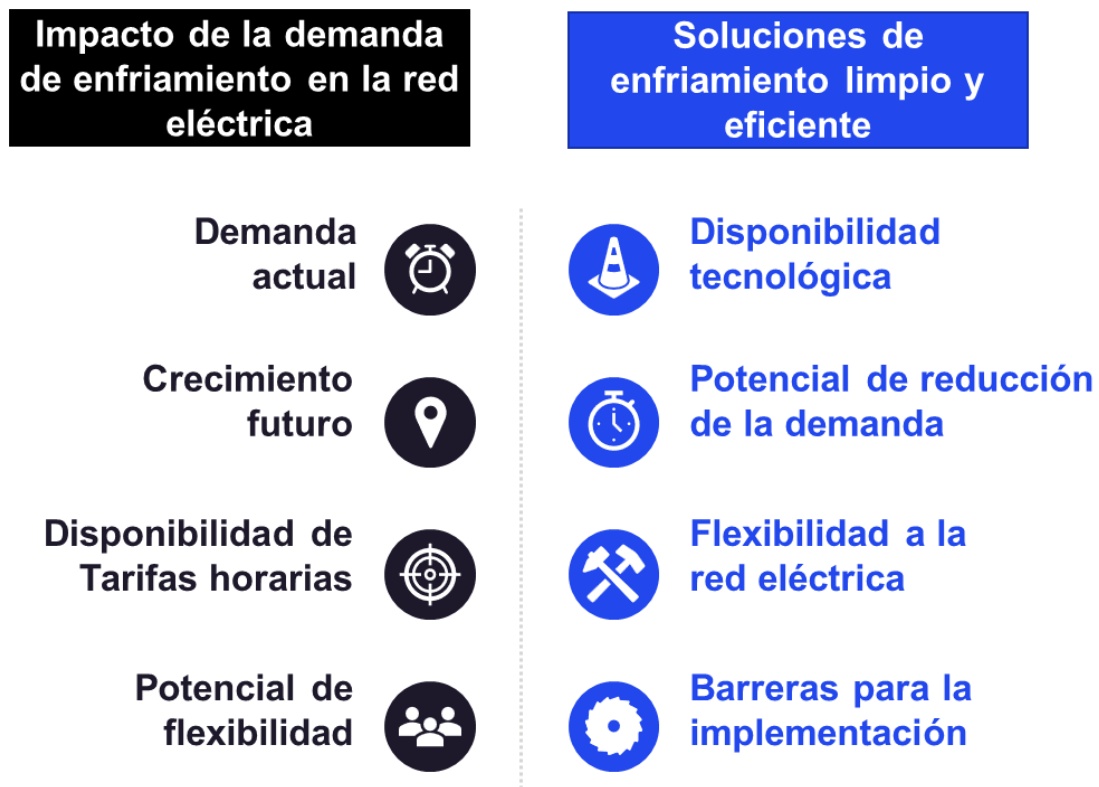 Impacto de la demanda
de enfriamiento en la red
eléctrica
Soluciones de
enfriamiento limpio y
eficiente
Demanda
actual
Crecimiento
futuro
Disponibilidad de
Tarifas horarias
Potencial de
flexibilidad
Disponibilidad
tecnológica
Potencial de reducción
de la demanda
Flexibilidad a la
red eléctrica
Barreras para la
implementación